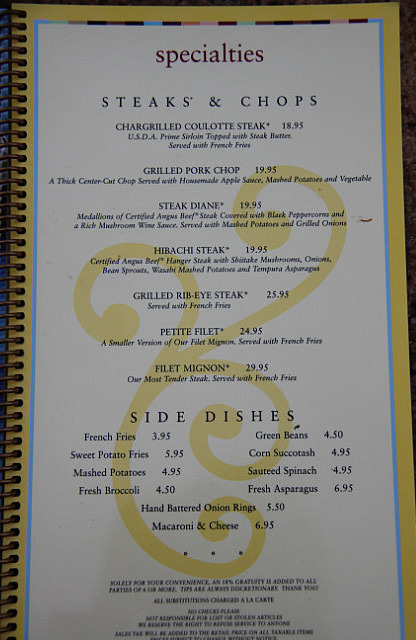 specialties
STEAKS* & CHOPS
CHARGRILLED COULOTTE STEAK* 18.95
U.S.D.A. Prime Sirloin Topped with Steak Butter.
Served with French Fries
GRILLED PORK CHOP 19.95
A Thick Center-Cut Chop Served with Housemade Apple Sauce, Mashed Potatoes and Vegetable
STEAK DIANE* 19.95
Medallions of Certified Angus Beef® Steak Covered with Black Peppercorns and
a Rich Mushroom Wine Sauce. Served with Mashed Potatoes and Grilled Onions
HIBACHI STEAK* 19.95
Certified Angus Beef® Hanger Steak with Shiitake Mushrooms, Onions,
Bean Sprouts, Wasabi Mashed Potatoes and Tempura Asparagus
GRILLED RIB-EYE STEAK* 25.95
Served with French Fries
PETITE FILET* 24.95
A Smaller Version of Our Filet Mignon. Served with French Fries
FILET MIGNON* 29.95
Our Most Tender Steak. Served with French Fries
SIDE DISHES
French Fries 3.95 Green Beans 4.50
Sweet Potato Fries 5.95 Corn Succotash 4.95
Mashed Potatoes 4.95 Sauteed Spinach 4.95
Fresh Broccoli 4.50 Fresh Asparagus 6.95
Hand Battered Onion Rings 5.50
Macaroni & Cheese 6.95
• • •
SOLELY FOR YOUR CONVENIENCE, AN 18% GRATUITY IS ADDED TO ALL
PARTIES OF 6 OR MORE. TIPS ARE ALWAYS DISCRETIONARY. THANK YOU!
ALL SUBSTITUTIONS CHARGED A LA CARTE
NO CHECKS PLEASE
NOT RESPONSIBLE FOR LOST OR STOLEN ARTICLES
WE RESERVE THE RIGHT TO REFUSE SERVICE TO ANYONE
SALES TAX WILL BE ADDED TO THE RETAIL PRICE ON ALL TAXABLE ITEMS
PRICES SUBJECT TO CHANGE WITHOUT NOTICE